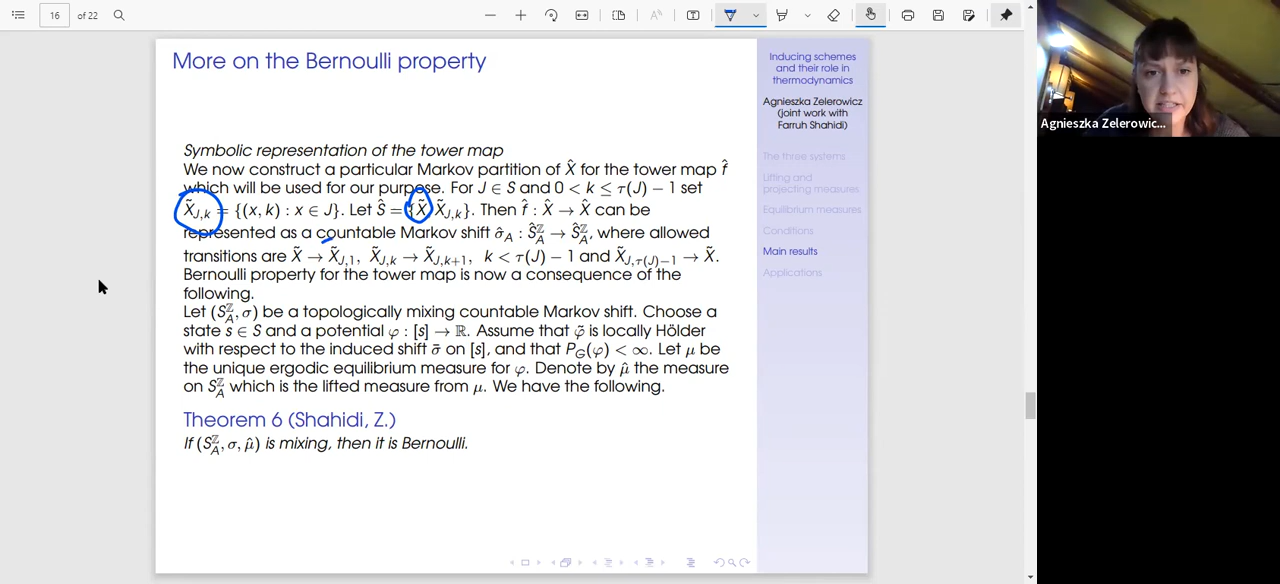 16 of 22
More on the Bernoulli property
Symbolic representation of the tower map
We now construct a particular Markov partition of X̂ for the tower map f̂
which will be used for our purpose. For J ∈ S and 0 < k ≤ τ(J) − 1 set
X̃_{J,k} = {(x, k) : x ∈ J}. Let Ŝ = {X̃, X̃_{J,k}}. Then f̂ : X̂ → X̂ can be
represented as a countable Markov shift σ̂_A : Ŝ_A^ℤ → Ŝ_A^ℤ, where allowed
transitions are X̃ → X̃_{J,1}, X̃_{J,k} → X̃_{J,k+1}, k < τ(J) − 1 and X̃_{J,τ(J)−1} → X̃.
Bernoulli property for the tower map is now a consequence of the
following.
Let (S_A^ℤ, σ) be a topologically mixing countable Markov shift. Choose a
state s ∈ S and a potential φ : [s] → ℝ. Assume that φ̃ is locally Hölder
with respect to the induced shift σ̄ on [s], and that P_G(φ) < ∞. Let μ be
the unique ergodic equilibrium measure for φ. Denote by μ̂ the measure
on S_A^ℤ which is the lifted measure from μ. We have the following.
Theorem 6 (Shahidi, Z.)
If (S_A^ℤ, σ, μ̂) is mixing, then it is Bernoulli.
Inducing schemes
and their role in
thermodynamics
Agnieszka Zelerowicz
(joint work with
Farruh Shahidi)
The three systems
Lifting and
projecting measures
Equilibrium measures
Conditions
Main results
Applications
Agnieszka Zelerowic...